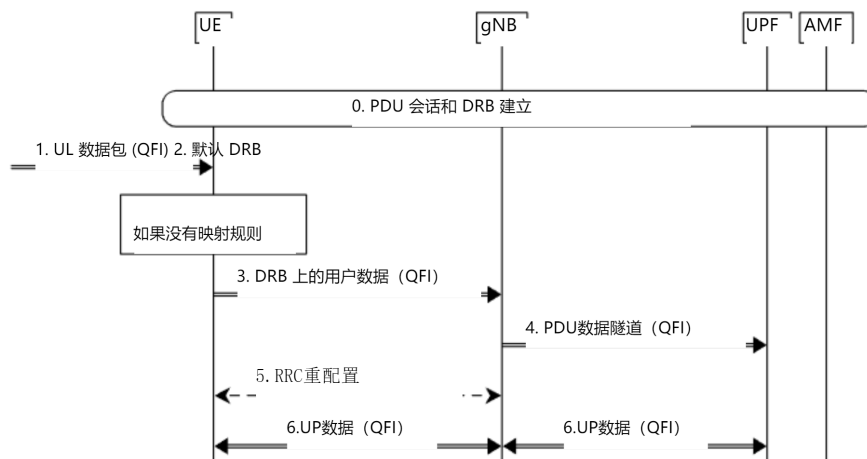 UE gNB UPF AMF
0. PDU 会话和 DRB 建立
1. UL 数据包 (QFI) 2. 默认 DRB
如果没有映射规则
3. DRB 上的用户数据（QFI）
4. PDU数据隧道（QFI）
5.RRC重配置
6.UP数据（QFI） 6.UP数据（QFI）